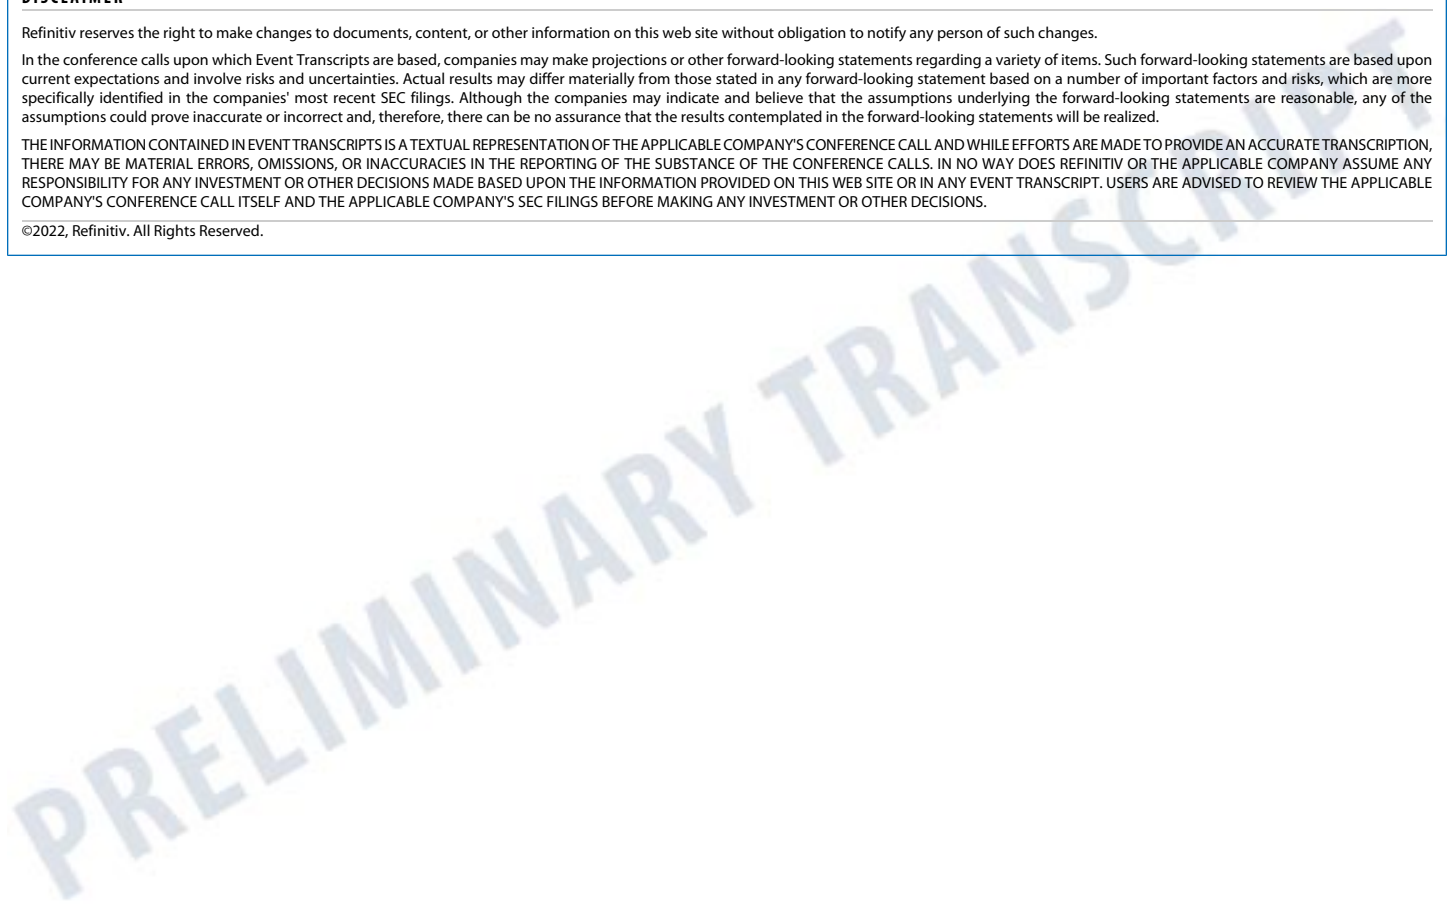 DISCLAIMER
Refinitiv reserves the right to make changes to documents, content, or other information on this web site without obligation to notify any person of such changes.
In the conference calls upon which Event Transcripts are based, companies may make projections or other forward-looking statements regarding a variety of items. Such forward-looking statements are based upon
current expectations and involve risks and uncertainties. Actual results may differ materially from those stated in any forward-looking statement based on a number of important factors and risks, which are more
specifically identified in the companies' most recent SEC filings. Although the companies may indicate and believe that the assumptions underlying the forward-looking statements are reasonable, any of the
assumptions could prove inaccurate or incorrect and, therefore, there can be no assurance that the results contemplated in the forward-looking statements will be realized.
THE INFORMATION CONTAINED IN EVENT TRANSCRIPTS IS A TEXTUAL REPRESENTATION OF THE APPLICABLE COMPANY'S CONFERENCE CALL AND WHILE EFFORTS ARE MADE TO PROVIDE AN ACCURATE TRANSCRIPTION,
THERE MAY BE MATERIAL ERRORS, OMISSIONS, OR INACCURACIES IN THE REPORTING OF THE SUBSTANCE OF THE CONFERENCE CALLS. IN NO WAY DOES REFINITIV OR THE APPLICABLE COMPANY ASSUME ANY
RESPONSIBILITY FOR ANY INVESTMENT OR OTHER DECISIONS MADE BASED UPON THE INFORMATION PROVIDED ON THIS WEB SITE OR IN ANY EVENT TRANSCRIPT. USERS ARE ADVISED TO REVIEW THE APPLICABLE
COMPANY'S CONFERENCE CALL ITSELF AND THE APPLICABLE COMPANY'S SEC FILINGS BEFORE MAKING ANY INVESTMENT OR OTHER DECISIONS.
©2022, Refinitiv. All Rights Reserved.
PRELIMINARY TRANSCRIPT